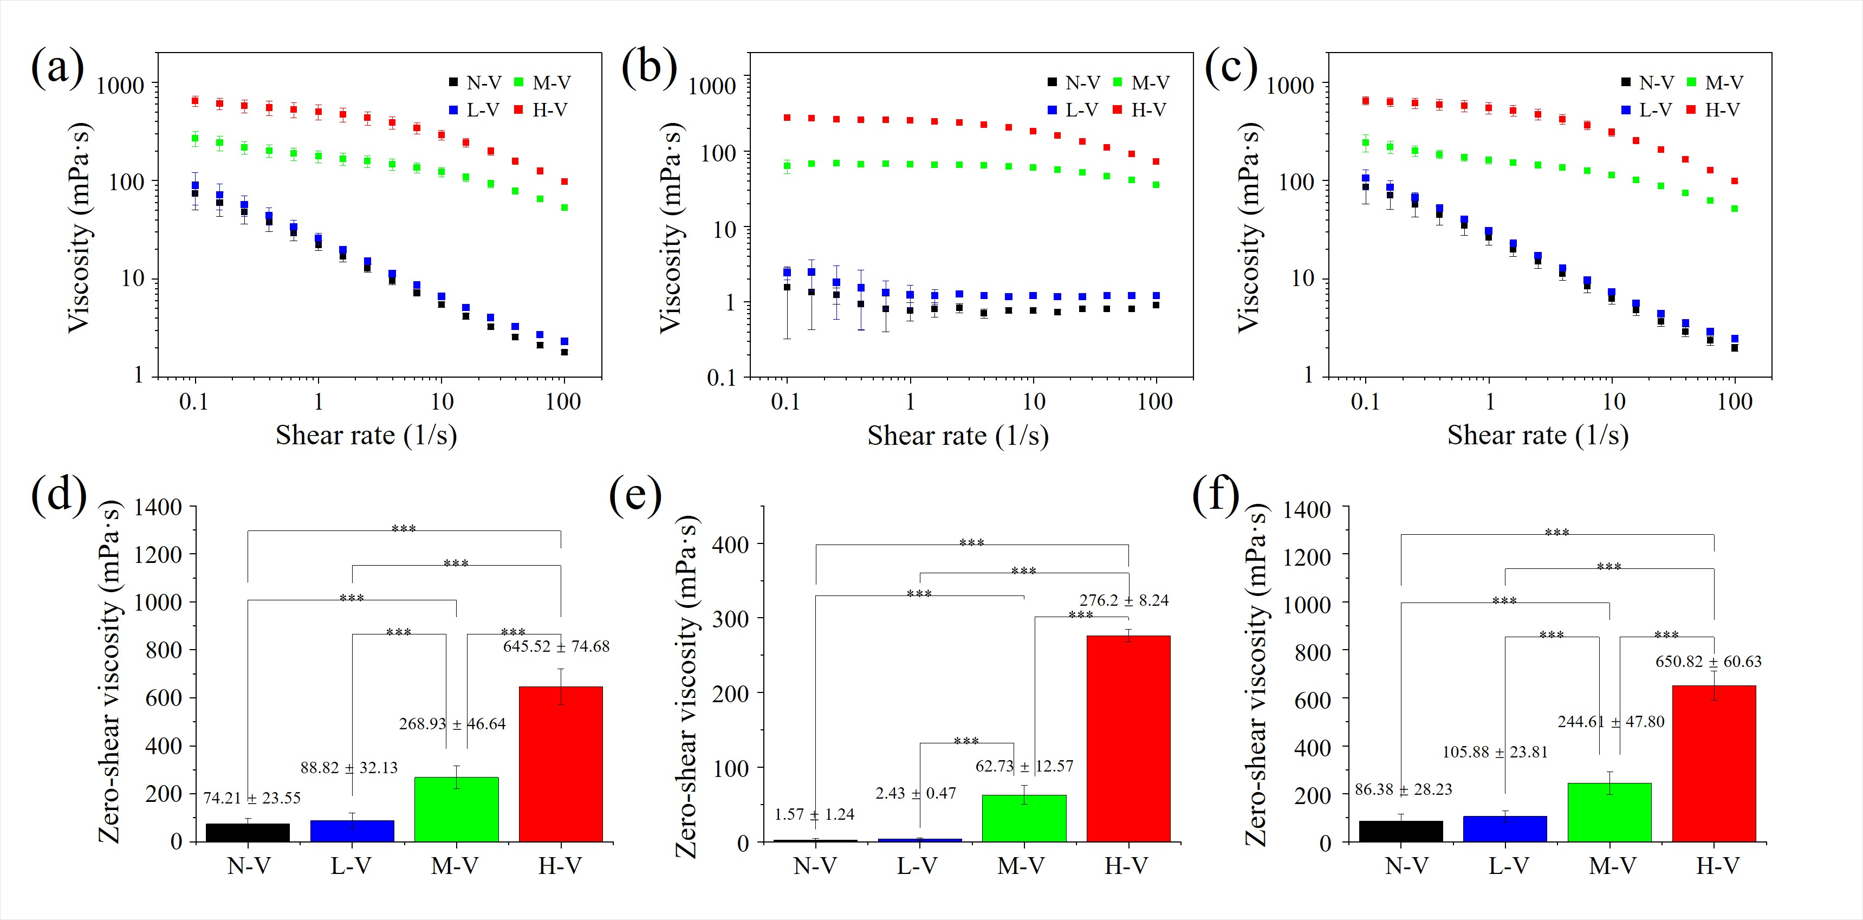 (a)
N-V M-V
L-V H-V
1000
100
10
1
Viscosity (mPa·s)
0.1 1 10 100
Shear rate (1/s)
(b)
N-V M-V
L-V H-V
1000
100
10
1
0.1
Viscosity (mPa·s)
0.1 1 10 100
Shear rate (1/s)
(c)
N-V M-V
L-V H-V
1000
100
10
1
Viscosity (mPa·s)
0.1 1 10 100
Shear rate (1/s)
(d)
1400
1200
1000
800
600
400
200
0
Zero-shear viscosity (mPa·s)
***
***
***
*** ***
645.52 ± 74.68
268.93 ± 46.64
88.82 ± 32.13
74.21 ± 23.55
N-V L-V M-V H-V
(e)
400
300
200
100
0
Zero-shear viscosity (mPa·s)
***
***
***
276.2 ± 8.24
***
***
62.73 ± 12.57
2.43 ± 0.47
1.57 ± 1.24
N-V L-V M-V H-V
(f)
1400
1200
1000
800
600
400
200
0
Zero-shear viscosity (mPa·s)
***
***
***
*** ***
650.82 ± 60.63
244.61 ± 47.80
105.88 ± 23.81
86.38 ± 28.23
N-V L-V M-V H-V